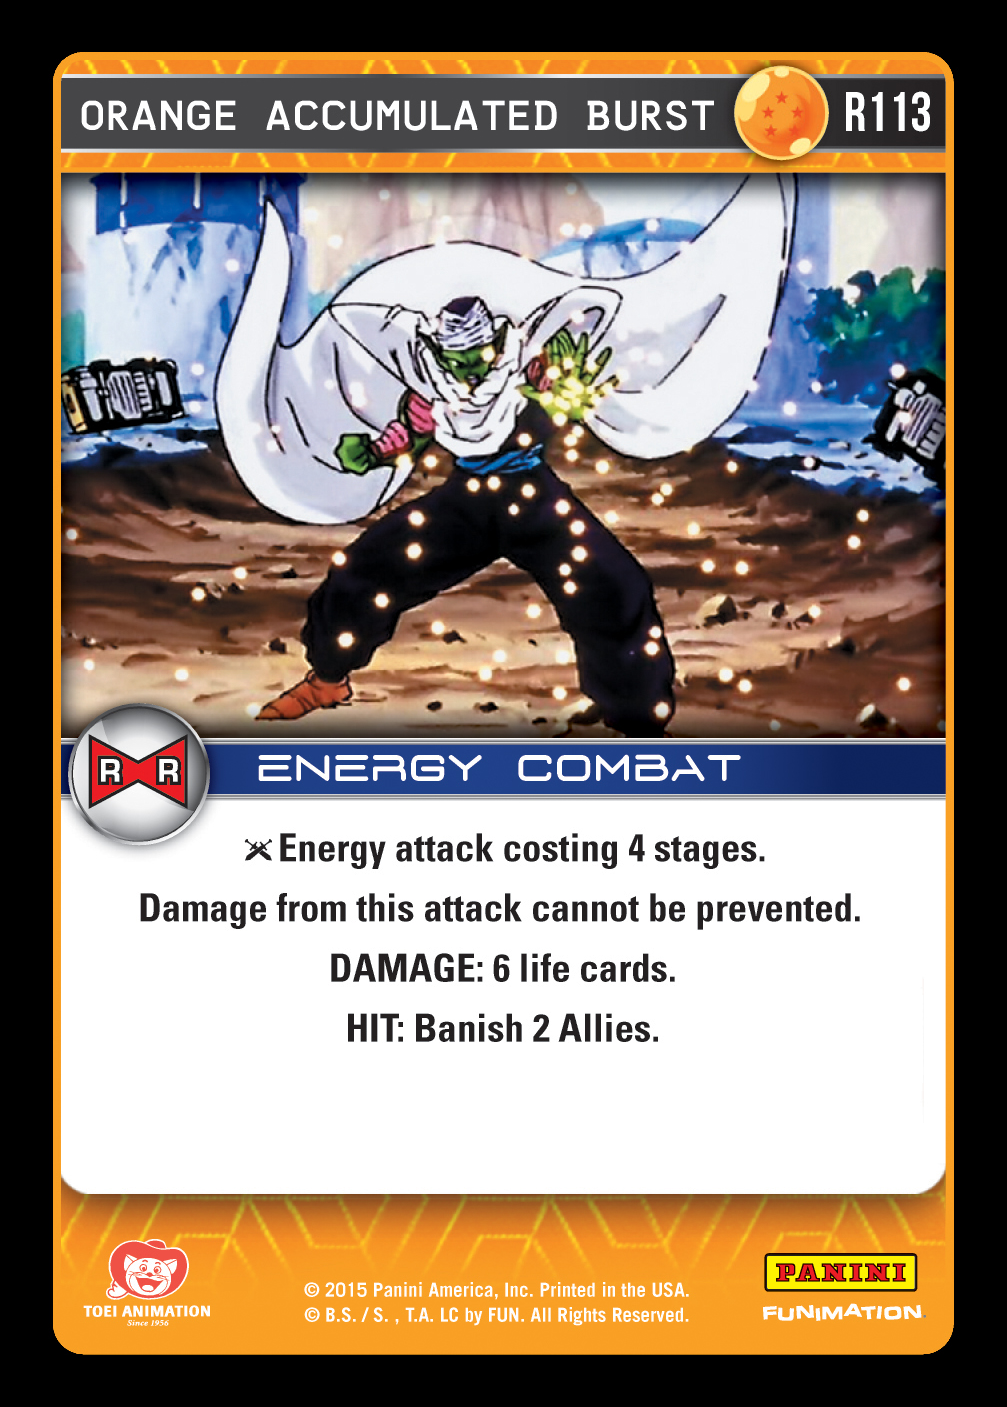 ORANGE ACCUMULATED BURST R113
R R
ENERGY COMBAT
Energy attack costing 4 stages.
Damage from this attack cannot be prevented.
DAMAGE: 6 life cards.
HIT: Banish 2 Allies.
TOEI ANIMATION
Since 1956
© 2015 Panini America, Inc. Printed in the USA.
© B.S. / S. , T.A. LC by FUN. All Rights Reserved.
PANINI
FUNIMATION